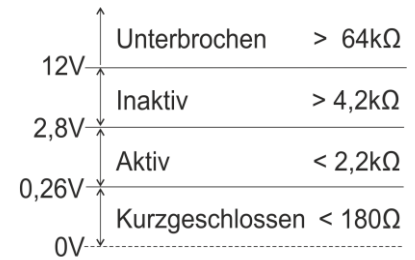 Unterbrochen > 64kΩ
12V
Inaktiv > 4,2kΩ
2,8V
Aktiv < 2,2kΩ
0,26V
Kurzgeschlossen < 180Ω
0V